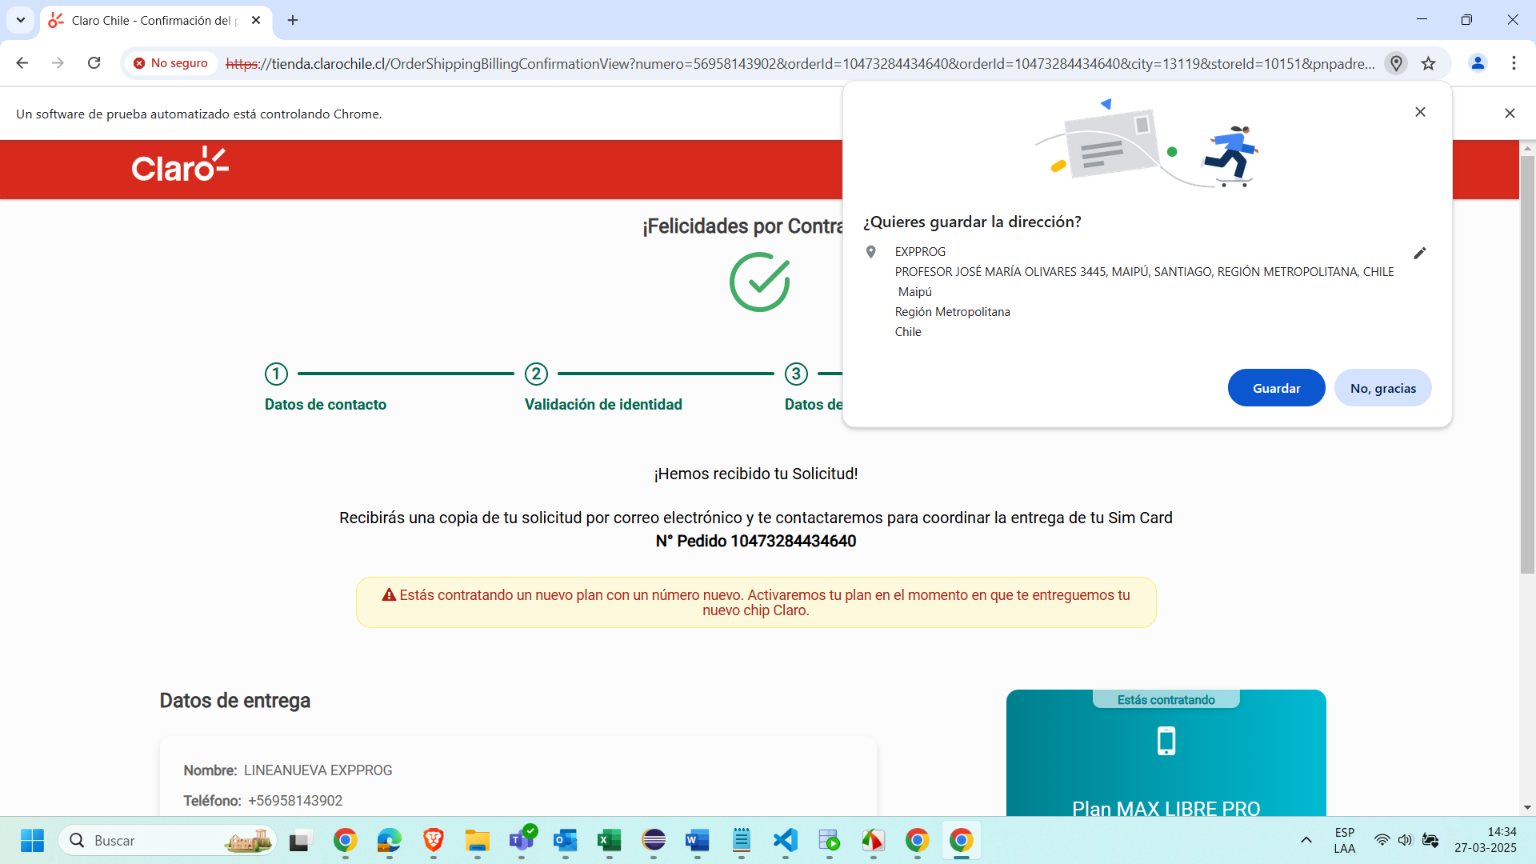 Claro Chile - Confirmación del
No seguro
https://tienda.clarochile.cl/OrderShippingBillingConfirmationView?numero=56958143902&orderId=10473284434640&orderId=10473284434640&city=13119&storeId=10151&pnpadre...
Un software de prueba automatizado está controlando Chrome.
Claro
¡Felicidades por Contra
¿Quieres guardar la dirección?
EXPPROG
PROFESOR JOSÉ MARÍA OLIVARES 3445, MAIPÚ, SANTIAGO, REGIÓN METROPOLITANA, CHILE
Maipú
Región Metropolitana
Chile
Guardar
No, gracias
1
2
3
Datos de contacto
Validación de identidad
Datos de
¡Hemos recibido tu Solicitud!
Recibirás una copia de tu solicitud por correo electrónico y te contactaremos para coordinar la entrega de tu Sim Card
N° Pedido 10473284434640
Estás contratando un nuevo plan con un número nuevo. Activaremos tu plan en el momento en que te entreguemos tu
nuevo chip Claro.
Datos de entrega
Nombre: LINEANUEVA EXPPROG
Teléfono: +56958143902
Estás contratando
Plan MAX LIBRE PRO
Buscar
ESP
LAA
14:34
27-03-2025